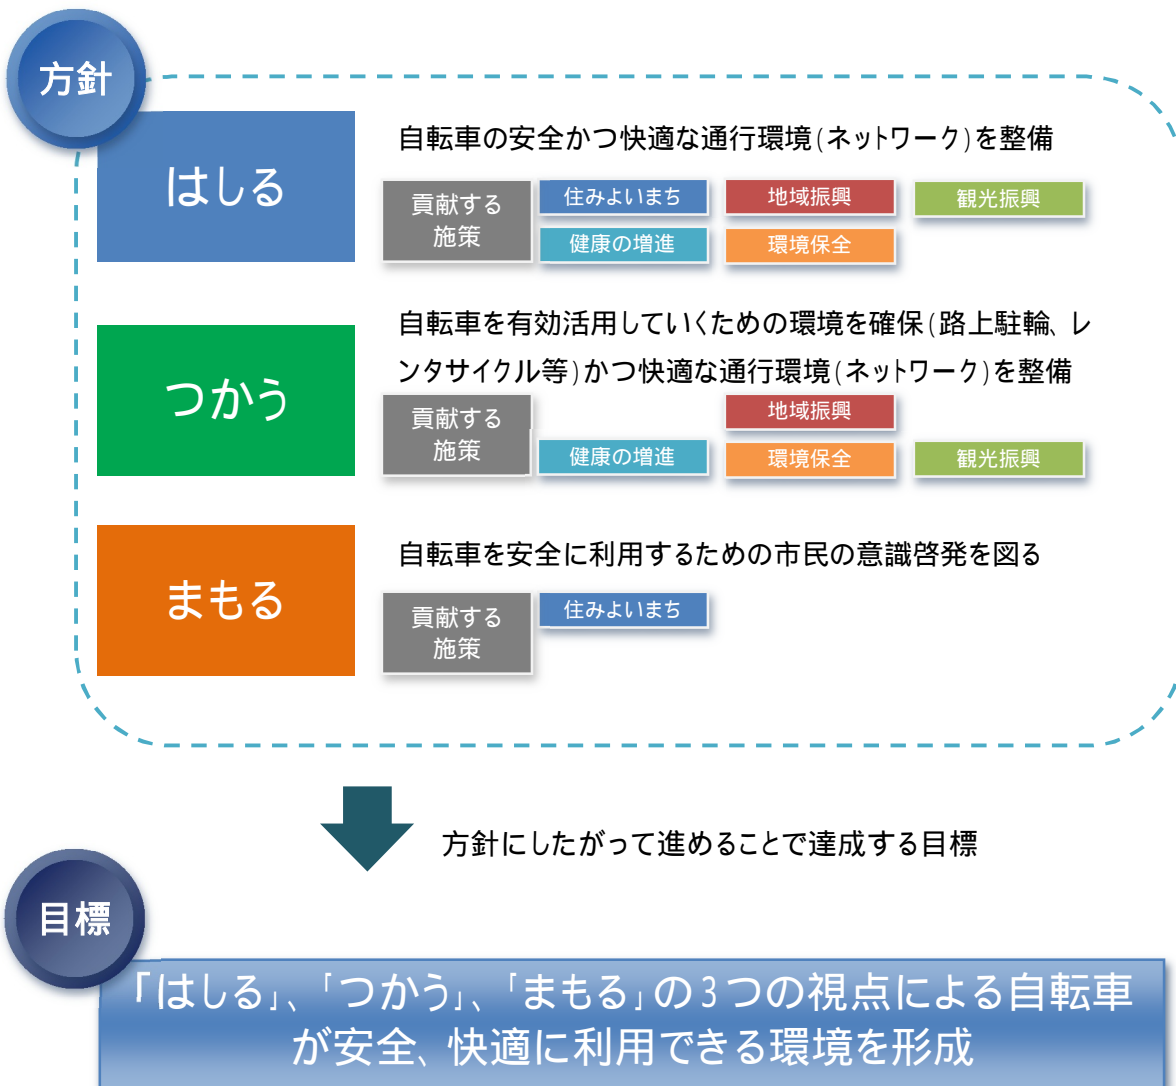 方針
はしる
自転車の安全かつ快適な通行環境(ネットワーク)を整備
貢献する
施策
住みよいまち
地域振興
観光振興
健康の増進
環境保全
つかう
自転車を有効活用していくための環境を確保(路上駐輪、レ
ンタサイクル等)かつ快適な通行環境(ネットワーク)を整備
貢献する
施策
地域振興
健康の増進
環境保全
観光振興
まもる
自転車を安全に利用するための市民の意識啓発を図る
貢献する
施策
住みよいまち
方針にしたがって進めることで達成する目標
目標
「はしる」、「つかう」、「まもる」の3つの視点による自転車
が安全、快適に利用できる環境を形成